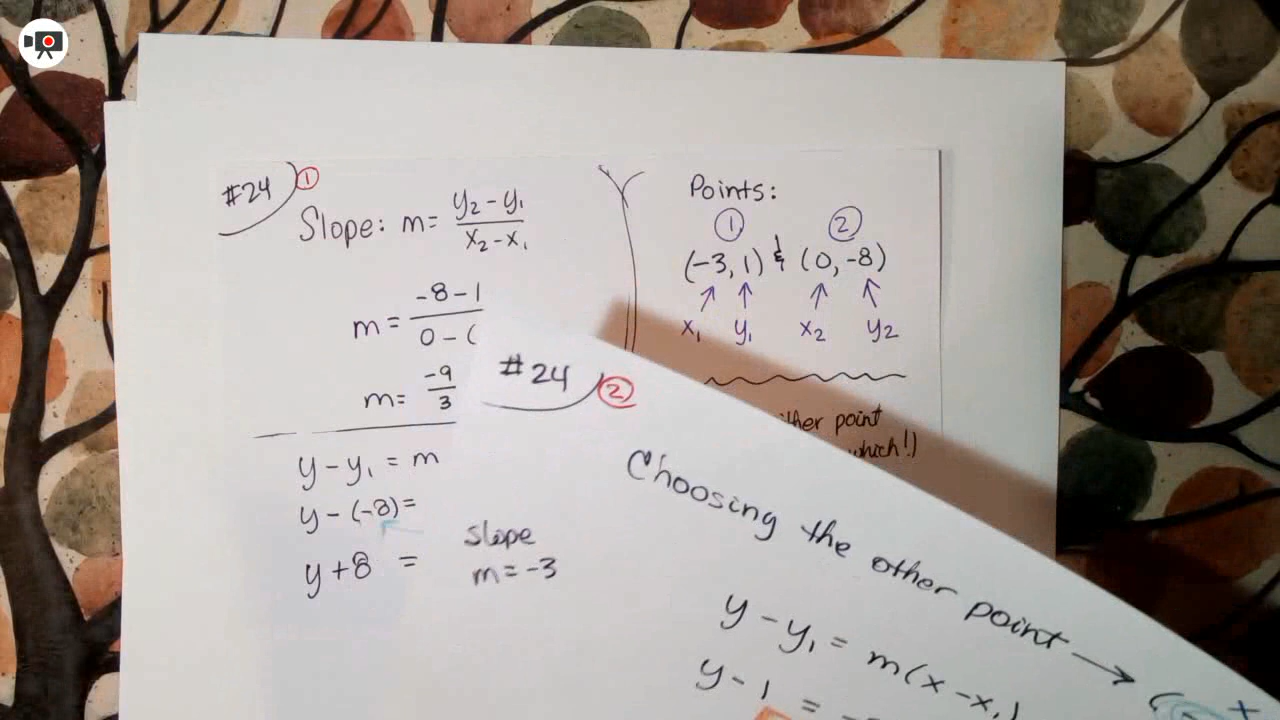 #24 ①
Slope: m = y₂ - y₁ / x₂ - x₁
m = -8 - 1 / 0 - (
m = -9 / 3
y - y₁ = m
y - (-8) =
y + 8 =
Points:
① ②
(-3, 1) & (0, -8)
x₁ y₁ x₂ y₂
point
which!)
#24 ②
Choosing the other point → (
y - y₁ = m(x - x₁)
y - 1 = -
slope
m = -3